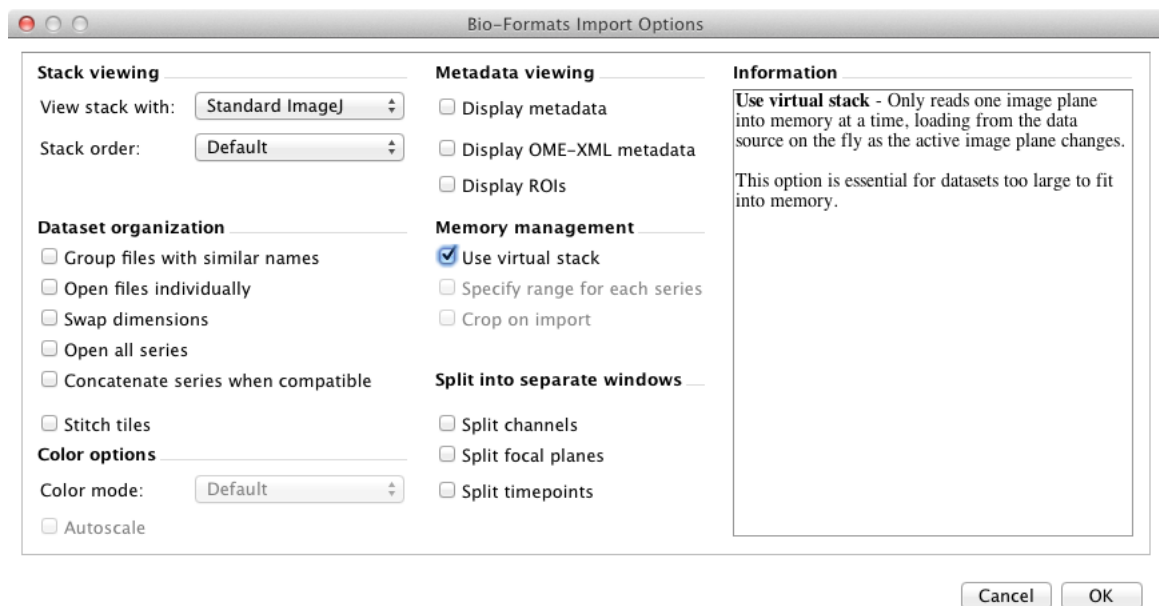 Bio-Formats Import Options
Stack viewing
View stack with: Standard ImageJ
Stack order: Default
Dataset organization
Group files with similar names
Open files individually
Swap dimensions
Open all series
Concatenate series when compatible
Stitch tiles
Color options
Color mode: Default
Autoscale
Metadata viewing
Display metadata
Display OME-XML metadata
Display ROIs
Memory management
Use virtual stack
Specify range for each series
Crop on import
Split into separate windows
Split channels
Split focal planes
Split timepoints
Information
Use virtual stack - Only reads one image plane
into memory at a time, loading from the data
source on the fly as the active image plane changes.
This option is essential for datasets too large to fit
into memory.
Cancel OK